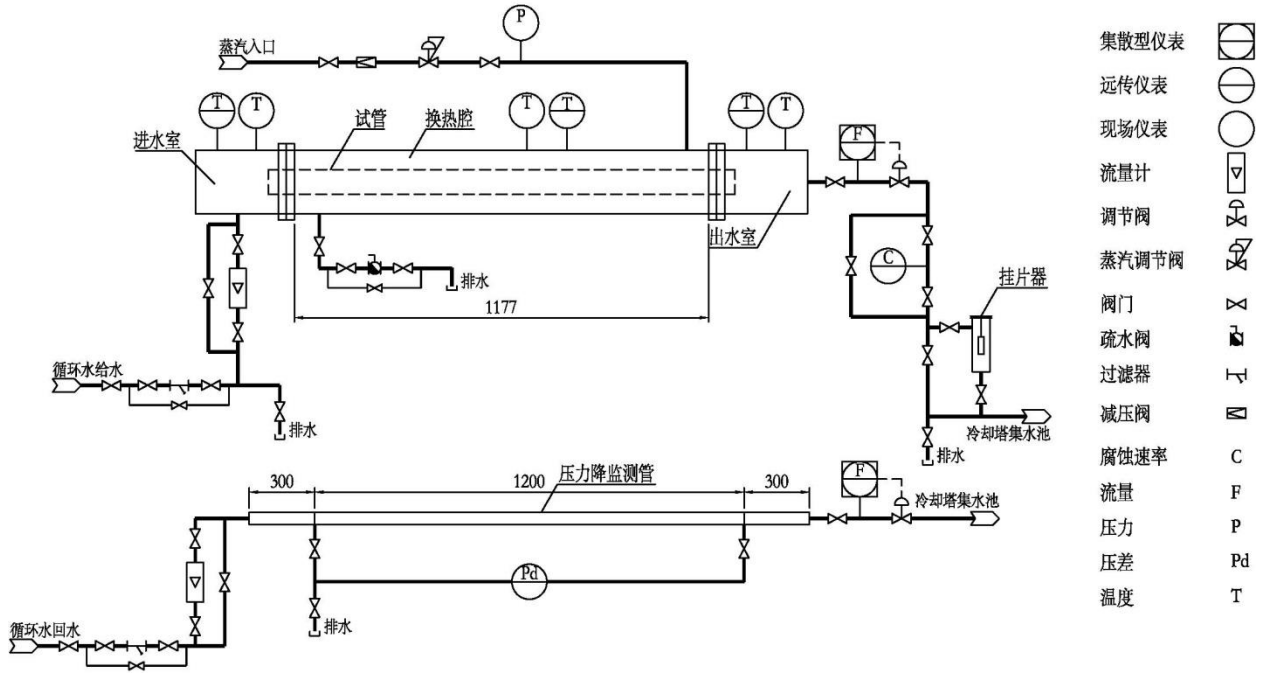 P
蒸汽入口
T
T
T
T
T
T
试管
换热腔
进水室
F
出水室
C
排水
1177
挂片器
循环水给水
排水
冷却塔集水池
排水
300
1200
300
压力降监测管
F
冷却塔集水池
Pd
排水
循环水回水
集散型仪表
远传仪表
现场仪表
流量计
调节阀
蒸汽调节阀
阀门
疏水阀
过滤器
减压阀
腐蚀速率 C
流量 F
压力 P
压差 Pd
温度 T